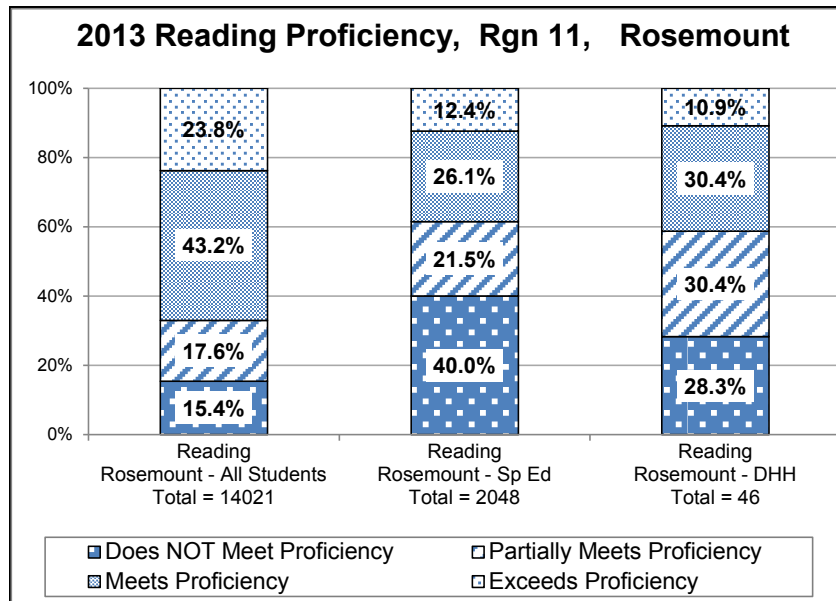 2013 Reading Proficiency, Rgn 11, Rosemount
100%
80%
60%
40%
20%
0%
23.8%
43.2%
17.6%
15.4%
12.4%
26.1%
21.5%
40.0%
10.9%
30.4%
30.4%
28.3%
Reading
Rosemount - All Students
Total = 14021
Reading
Rosemount - Sp Ed
Total = 2048
Reading
Rosemount - DHH
Total = 46
Does NOT Meet Proficiency
Partially Meets Proficiency
Meets Proficiency
Exceeds Proficiency